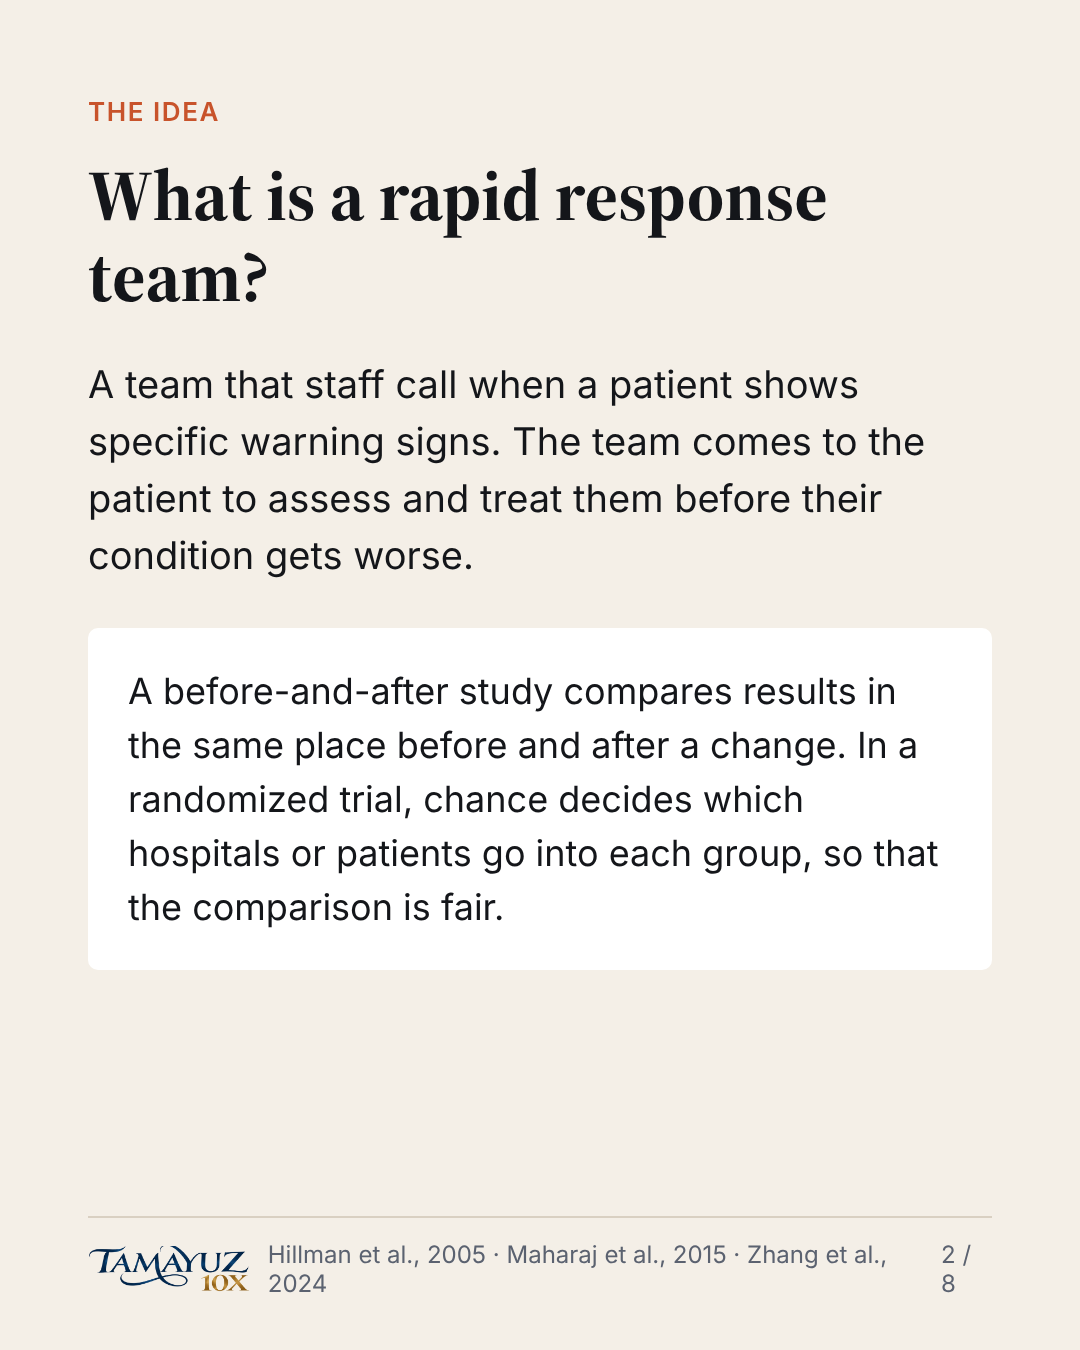 THE IDEA
What is a rapid response
team?
A team that staff call when a patient shows
specific warning signs. The team comes to the
patient to assess and treat them before their
condition gets worse.
A before-and-after study compares results in
the same place before and after a change. In a
randomized trial, chance decides which
hospitals or patients go into each group, so that
the comparison is fair.
TAMAYUZ
10X
Hillman et al., 2005 · Maharaj et al., 2015 · Zhang et al.,
2024
2 /
8